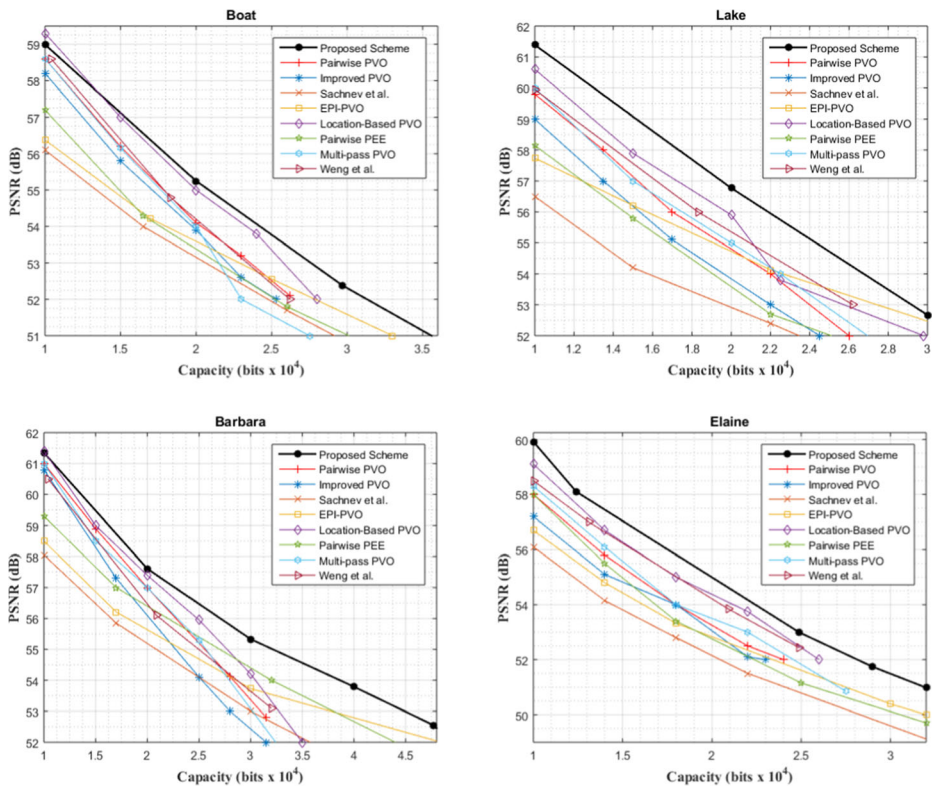 Boat
PSNR (dB)
59
58
57
56
55
54
53
52
51
Proposed Scheme
Pairwise PVO
Improved PVO
Sachnev et al.
EPI-PVO
Location-Based PVO
Pairwise PEE
Multi-pass PVO
Weng et al.
1 1.5 2 2.5 3 3.5
Capacity (bits x 10⁴)
Lake
PSNR (dB)
62
61
60
59
58
57
56
55
54
53
52
Proposed Scheme
Pairwise PVO
Improved PVO
Sachnev et al.
EPI-PVO
Location-Based PVO
Pairwise PEE
Multi-pass PVO
Weng et al.
1 1.2 1.4 1.6 1.8 2 2.2 2.4 2.6 2.8 3
Capacity (bits x 10⁴)
Barbara
PSNR (dB)
62
61
60
59
58
57
56
55
54
53
52
Proposed Scheme
Pairwise PVO
Improved PVO
Sachnev et al.
EPI-PVO
Location-Based PVO
Pairwise PEE
Multi-pass PVO
Weng et al.
1 1.5 2 2.5 3 3.5 4 4.5
Capacity (bits x 10⁴)
Elaine
PSNR (dB)
60
58
56
54
52
50
Proposed Scheme
Pairwise PVO
Improved PVO
Sachnev et al.
EPI-PVO
Location-Based PVO
Pairwise PEE
Multi-pass PVO
Weng et al.
1 1.5 2 2.5 3
Capacity (bits x 10⁴)